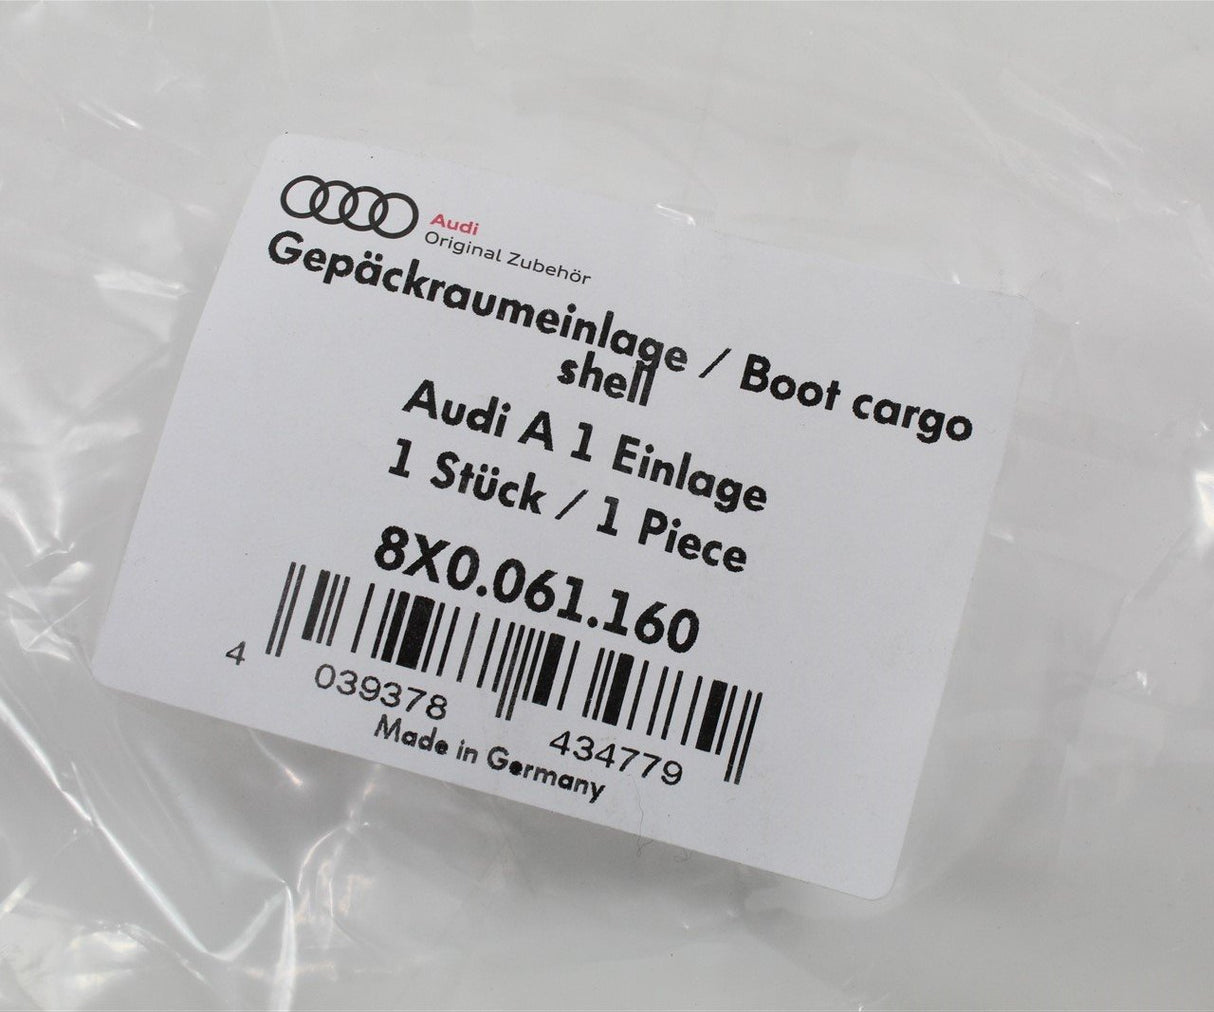 Audi
Original Zubehör
Gepäckraumeinlage / Boot cargo
shell
Audi A 1 Einlage
1 Stück / 1 Piece
8X0.061.160
4 039378 434779
Made in Germany